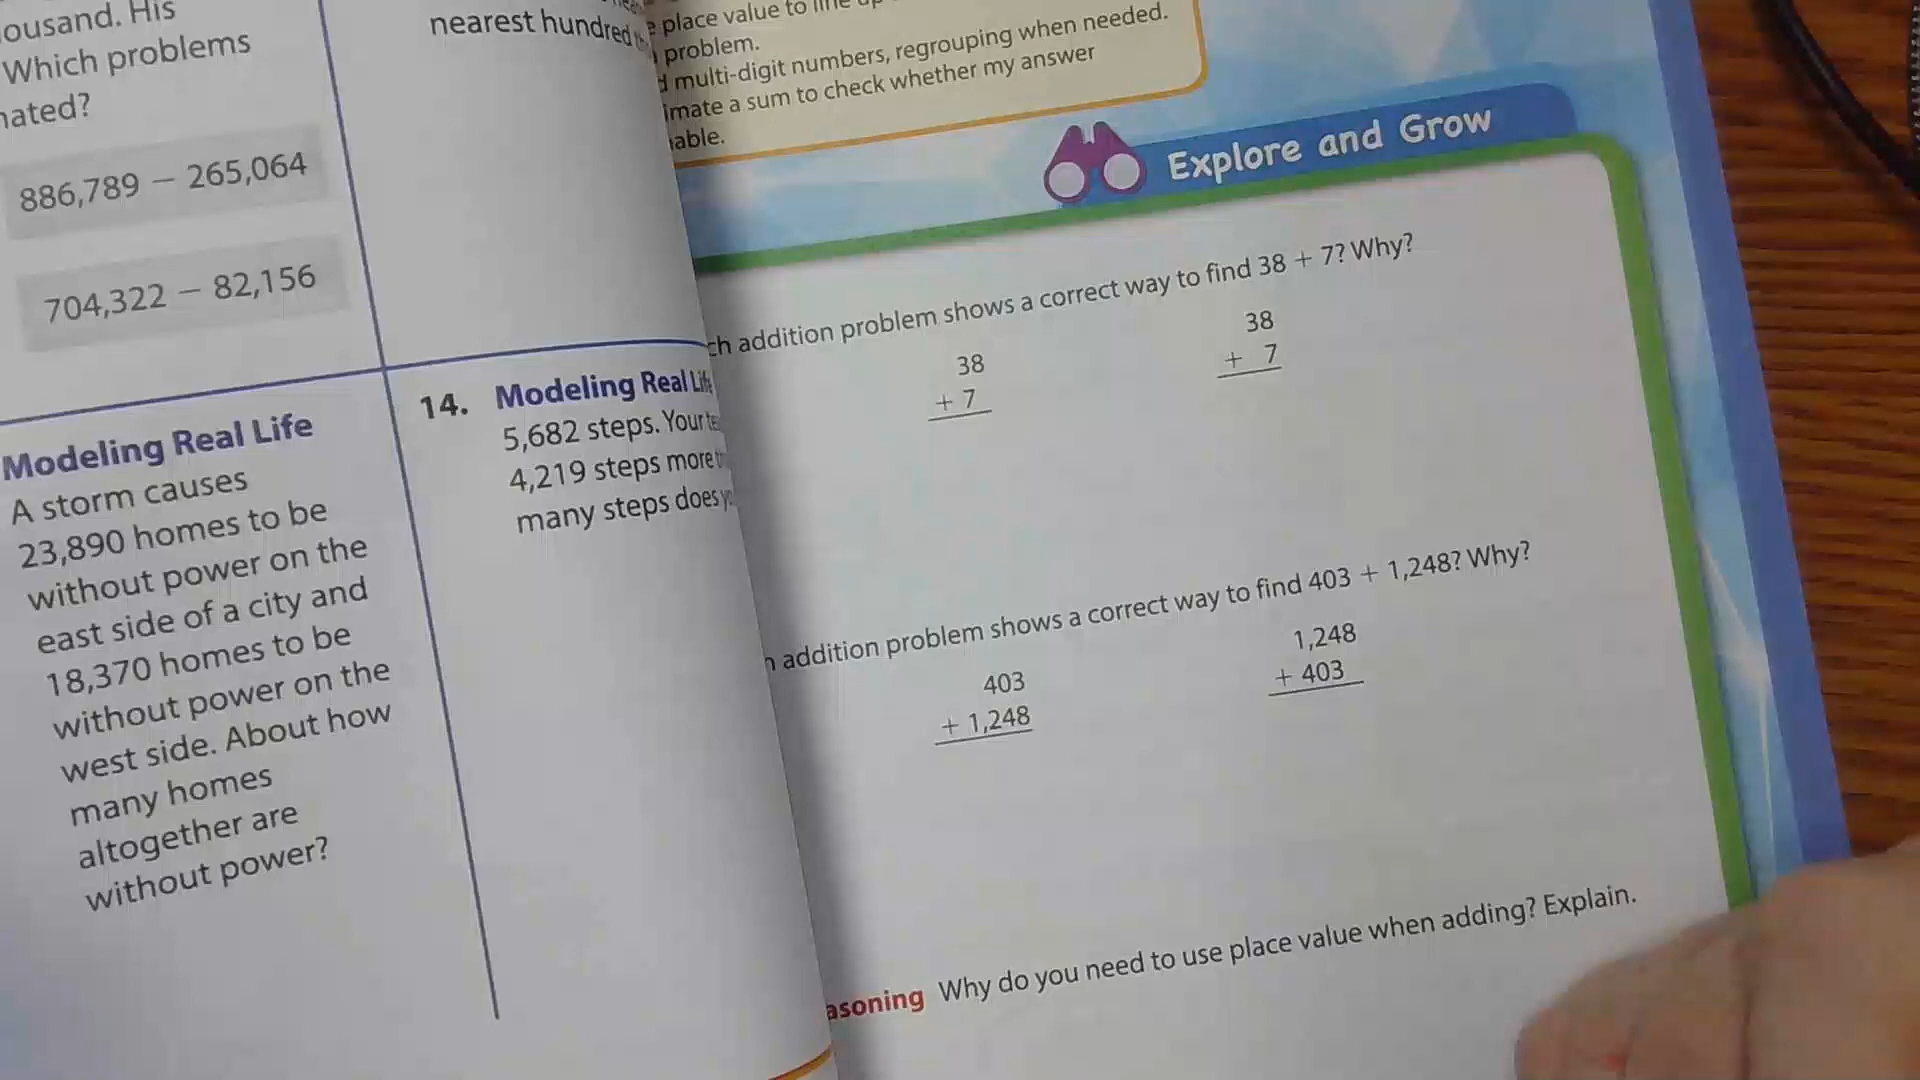 ousand. His
Which problems
nated?
886,789 − 265,064
704,322 − 82,156
Modeling Real Life
A storm causes
23,890 homes to be
without power on the
east side of a city and
18,370 homes to be
without power on the
west side. About how
many homes
altogether are
without power?
nearest hundred
14. Modeling Real Life
5,682 steps. Your
4,219 steps more
many steps does
place value to line up
problem.
multi-digit numbers, regrouping when needed.
imate a sum to check whether my answer
able.
Explore and Grow
ch addition problem shows a correct way to find 38 + 7? Why?
38 38
+ 7 + 7
addition problem shows a correct way to find 403 + 1,248? Why?
403 1,248
+ 1,248 + 403
asoning Why do you need to use place value when adding? Explain.